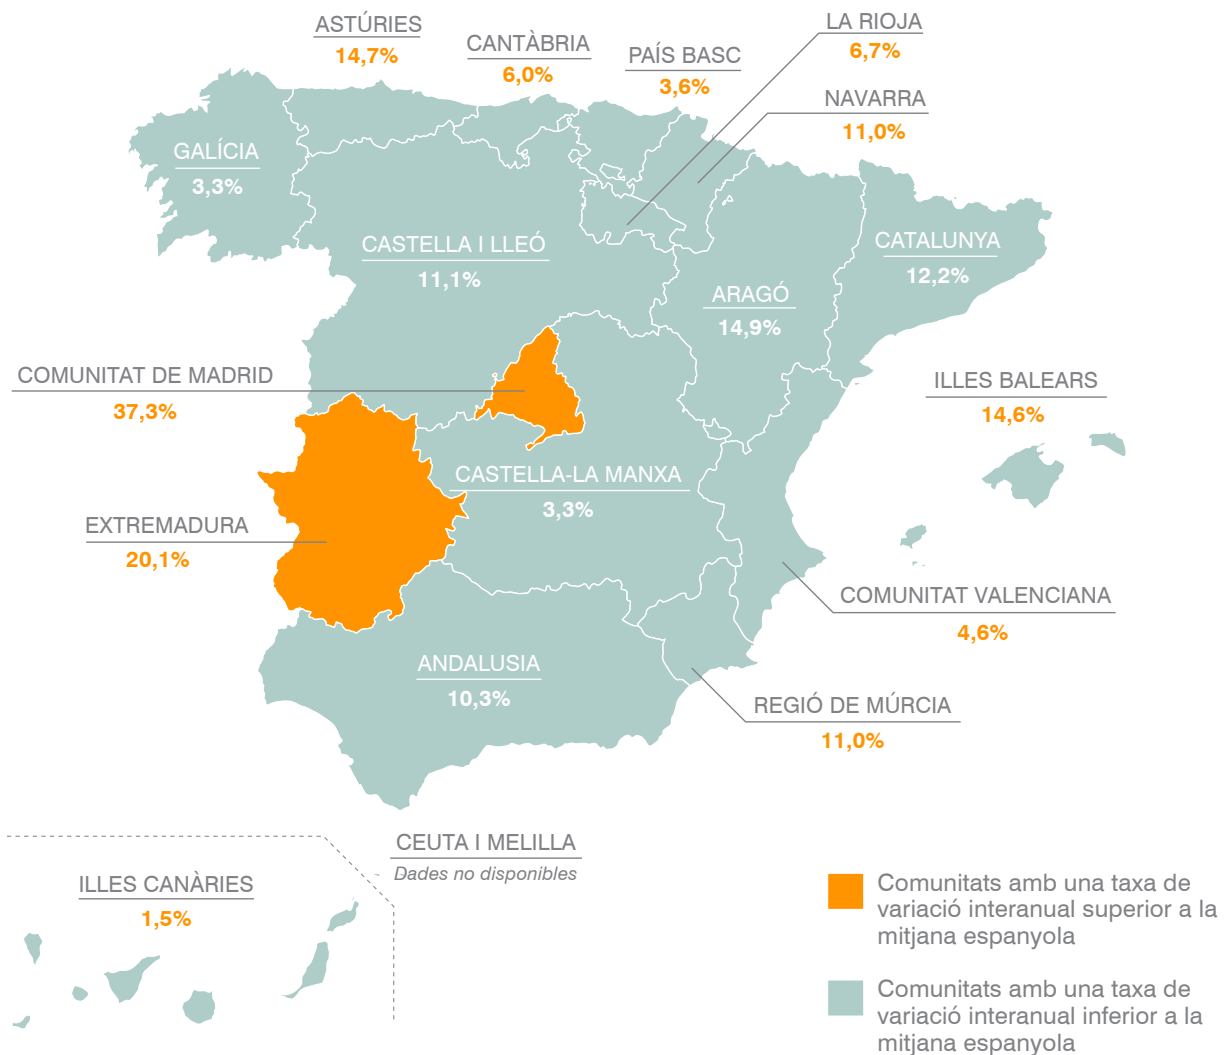 ASTÚRIES
14,7%
CANTÀBRIA
6,0%
PAÍS BASC
3,6%
LA RIOJA
6,7%
NAVARRA
11,0%
GALÍCIA
3,3%
CASTELLA I LLEÓ
11,1%
ARAGÓ
14,9%
CATALUNYA
12,2%
COMUNITAT DE MADRID
37,3%
ILLES BALEARS
14,6%
CASTELLA-LA MANXA
3,3%
EXTREMADURA
20,1%
COMUNITAT VALENCIANA
4,6%
ANDALUSIA
10,3%
REGIÓ DE MÚRCIA
11,0%
CEUTA I MELILLA
Dades no disponibles
ILLES CANÀRIES
1,5%
Comunitats amb una taxa de
variació interanual superior a la
mitjana espanyola
Comunitats amb una taxa de
variació interanual inferior a la
mitjana espanyola